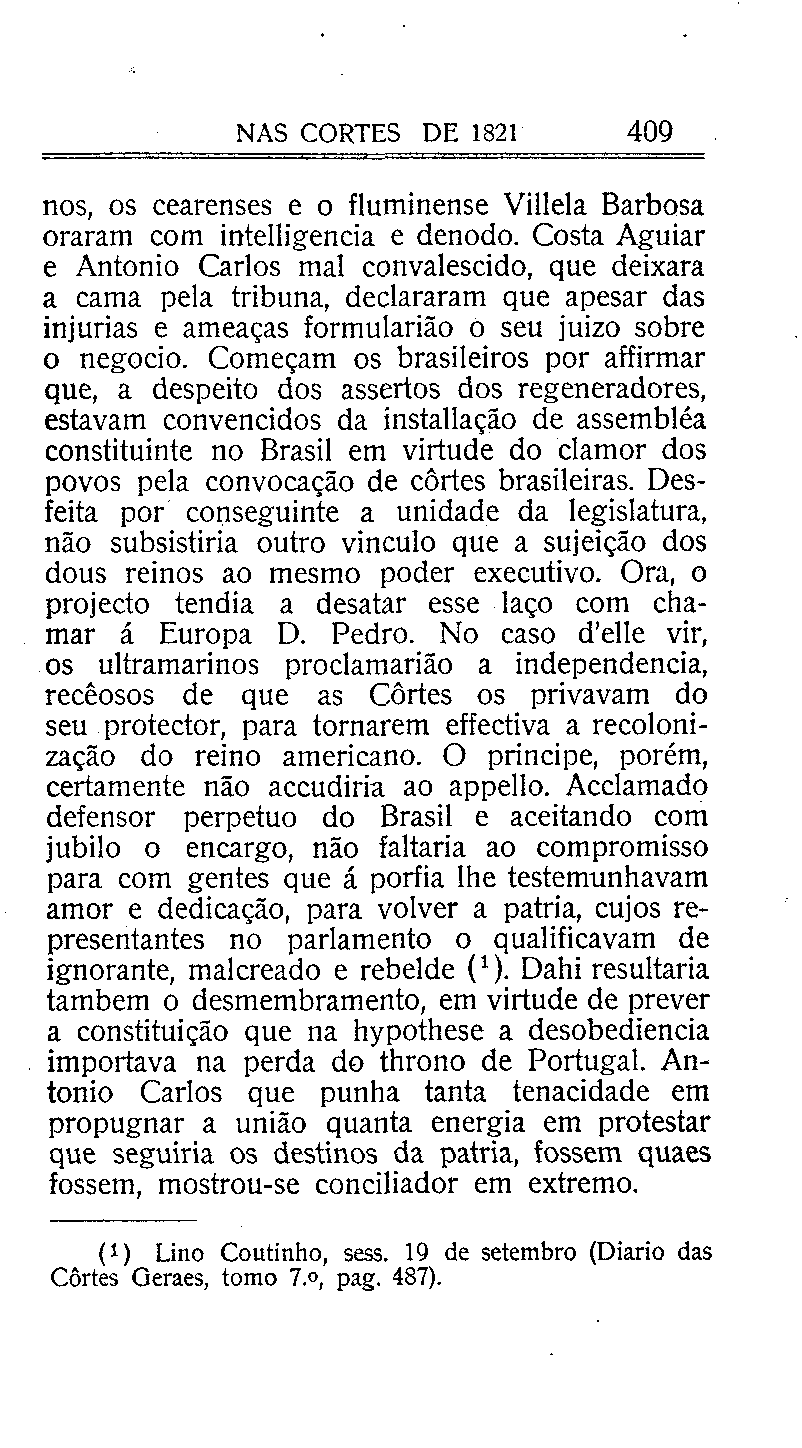 NAS CORTES DE 1821 409
nos, os cearenses e o fluminense Villela Barbosa
oraram com intelligencia e denodo. Costa Aguiar
e Antonio Carlos mal convalescido, que deixara
a cama pela tribuna, declararam que apesar das
injurias e ameaças formularião o seu juizo sobre
o negocio. Começam os brasileiros por affirmar
que, a despeito dos assertos dos regeneradores,
estavam convencidos da installação de assembléa
constituinte no Brasil em virtude do clamor dos
povos pela convocação de côrtes brasileiras. Des-
feita por conseguinte a unidade da legislatura,
não subsistiria outro vinculo que a sujeição dos
dous reinos ao mesmo poder executivo. Ora, o
projecto tendia a desatar esse laço com cha-
mar á Europa D. Pedro. No caso d'elle vir,
os ultramarinos proclamarião a independencia,
recêosos de que as Côrtes os privavam do
seu protector, para tornarem effectiva a recoloni-
zação do reino americano. O principe, porém,
certamente não accudiria ao appello. Acclamado
defensor perpetuo do Brasil e aceitando com
jubilo o encargo, não faltaria ao compromisso
para com gentes que á porfia lhe testemunhavam
amor e dedicação, para volver a patria, cujos re-
presentantes no parlamento o qualificavam de
ignorante, malcreado e rebelde (¹). Dahi resultaria
tambem o desmembramento, em virtude de prever
a constituição que na hypothese a desobediencia
importava na perda do throno de Portugal. An-
tonio Carlos que punha tanta tenacidade em
propugnar a união quanta energia em protestar
que seguiria os destinos da patria, fossem quaes
fossem, mostrou-se conciliador em extremo.
(¹) Lino Coutinho, sess. 19 de setembro (Diario das
Côrtes Geraes, tomo 7.º, pag. 487).